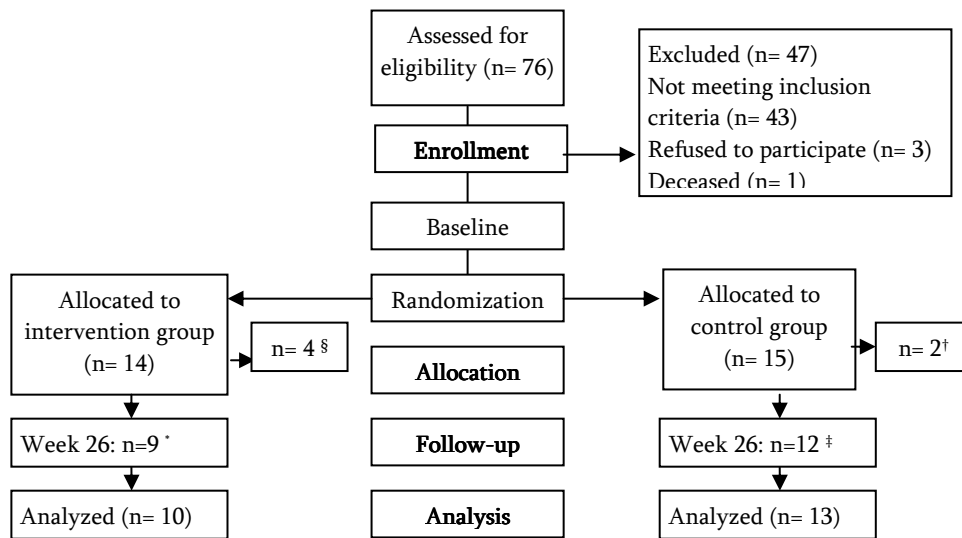 Assessed for
eligibility (n= 76)
Excluded (n= 47)
Not meeting inclusion
criteria (n= 43)
Refused to participate (n= 3)
Deceased (n= 1)
Enrollment
Baseline
Randomization
Allocated to
intervention group
(n= 14)
n= 4 §
Allocated to
control group
(n= 15)
n= 2†
Allocation
Week 26: n=9 *
Follow-up
Week 26: n=12 ‡
Analyzed (n= 10)
Analysis
Analyzed (n= 13)